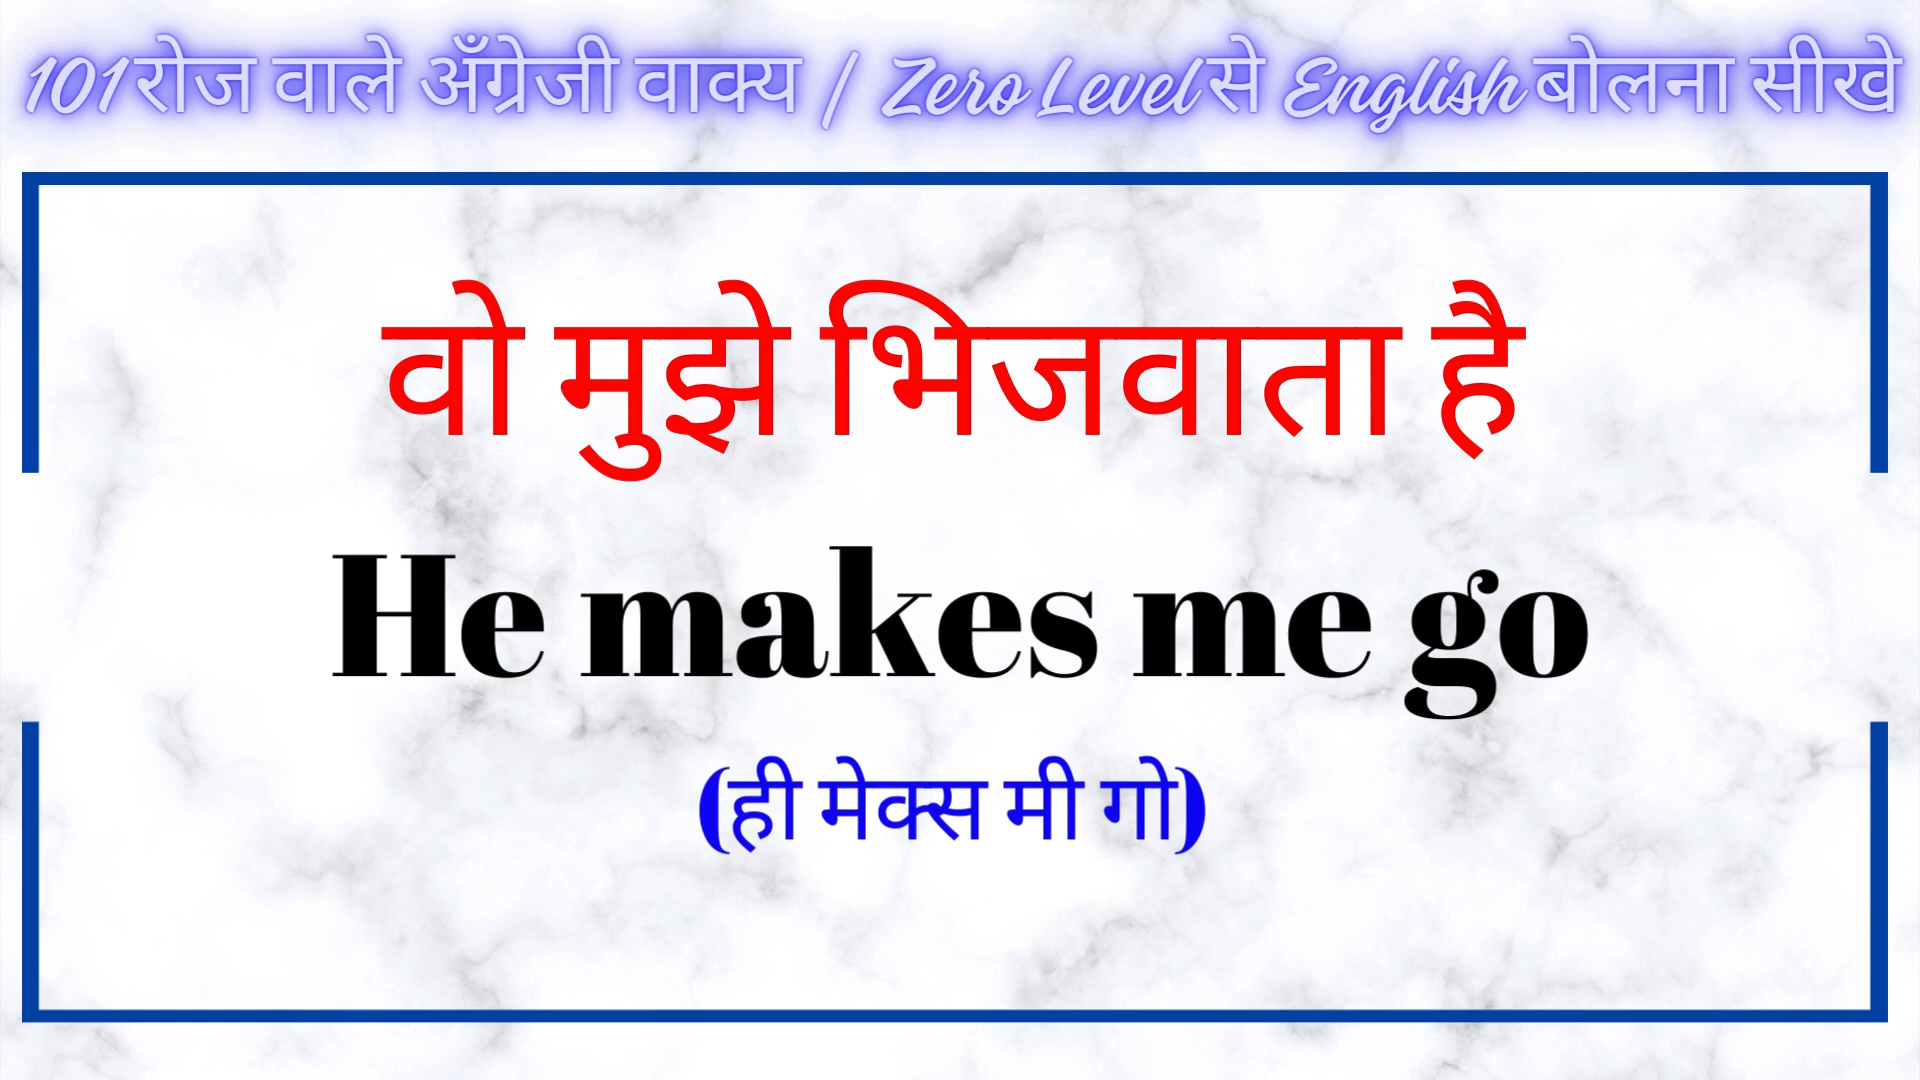 101 रोज वाले अँग्रेजी वाक्य / Zero Level से English बोलना सीखे
वो मुझे भिजवाता है
He makes me go
(ही मेक्स मी गो)